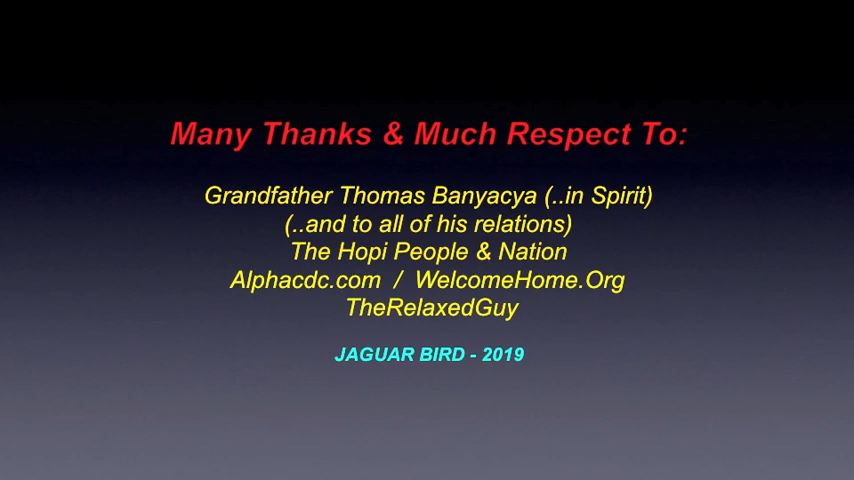 Many Thanks & Much Respect To:
Grandfather Thomas Banyacya (..in Spirit)
(..and to all of his relations)
The Hopi People & Nation
Alphacdc.com / WelcomeHome.Org
TheRelaxedGuy
JAGUAR BIRD - 2019